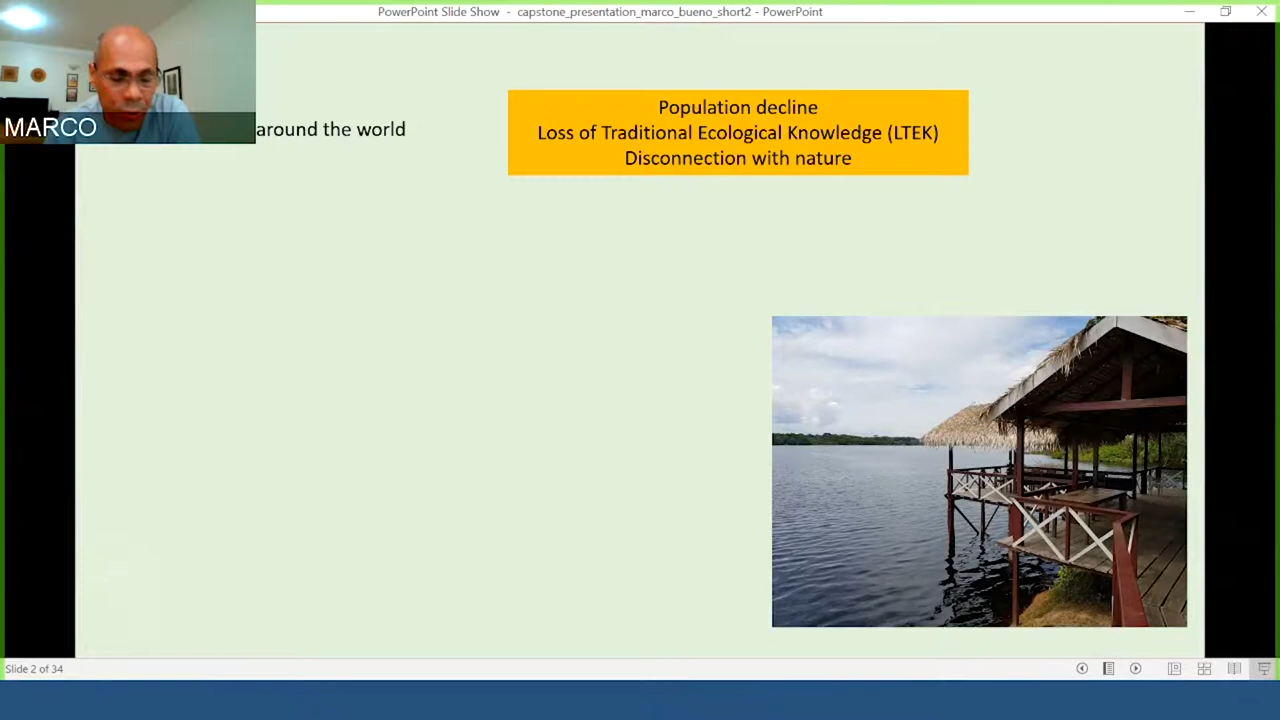 PowerPoint Slide Show - capstone_presentation_marco_bueno_short2 - PowerPoint
MARCO
around the world
Population decline
Loss of Traditional Ecological Knowledge (LTEK)
Disconnection with nature
Slide 2 of 34